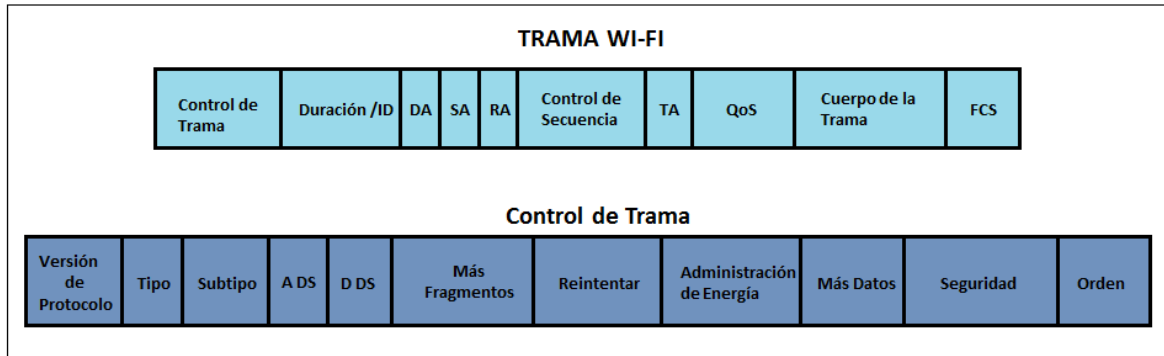 TRAMA WI-FI
Control de
Trama
Duración /ID
DA
SA
RA
Control de
Secuencia
TA
QoS
Cuerpo de la
Trama
FCS
Control de Trama
Versión
de
Protocolo
Tipo
Subtipo
A DS
D DS
Más
Fragmentos
Reintentar
Administración
de Energía
Más Datos
Seguridad
Orden